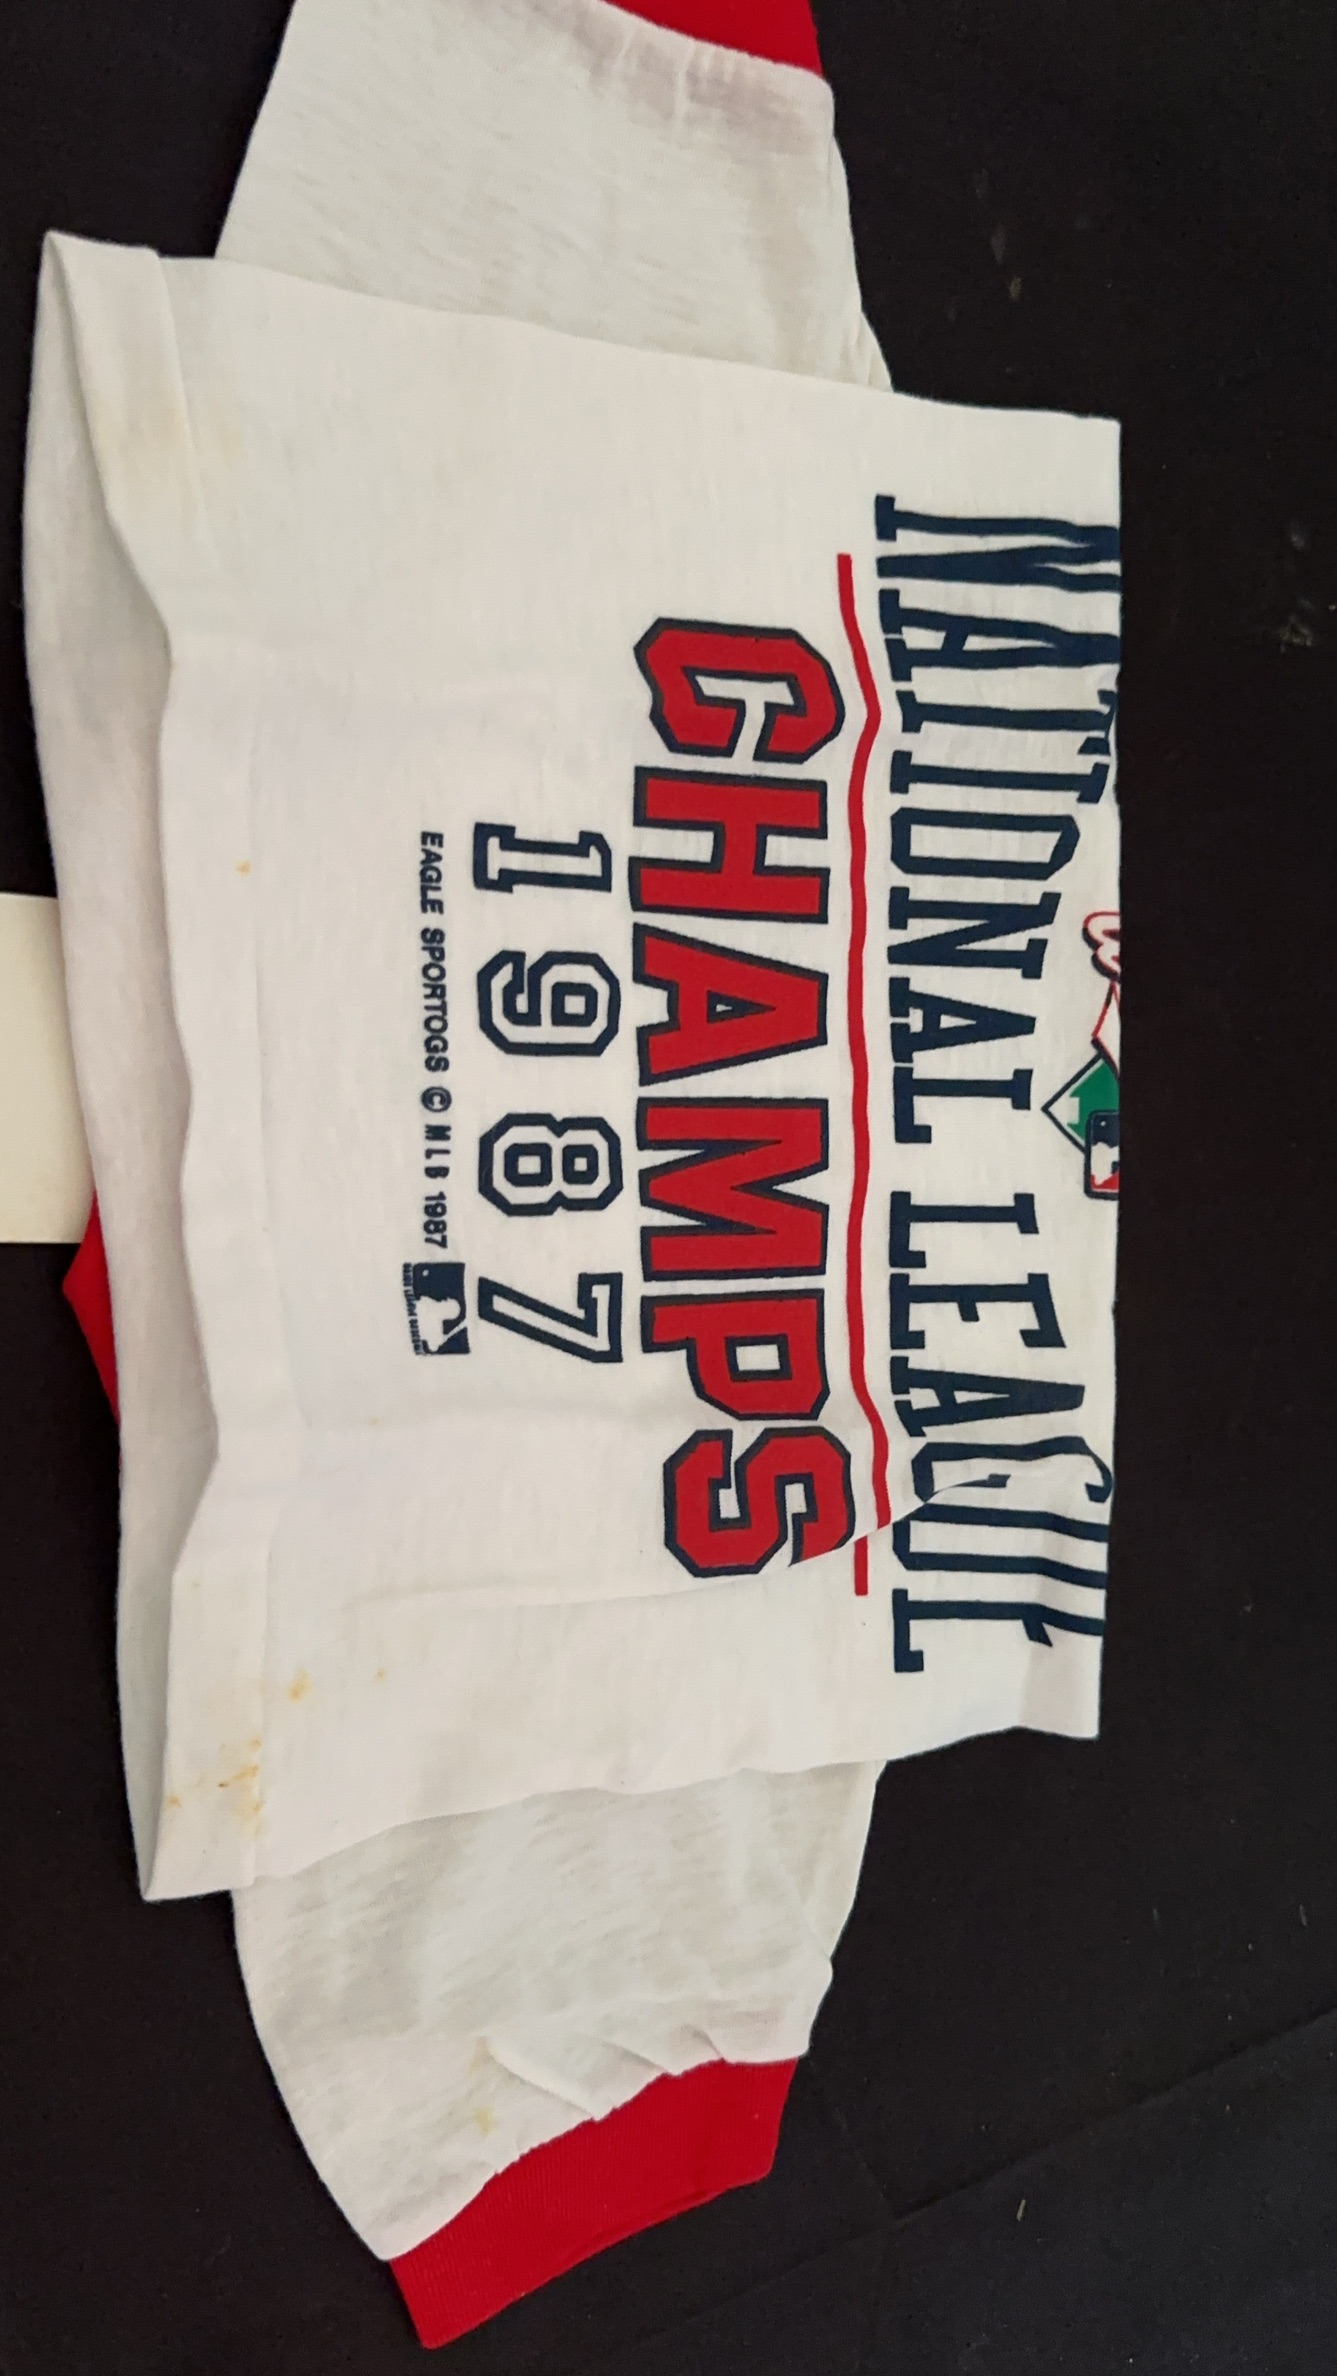 NATIONAL LEAGUE
CHAMPS
1987
EAGLE SPORTOGS © MLB 1987